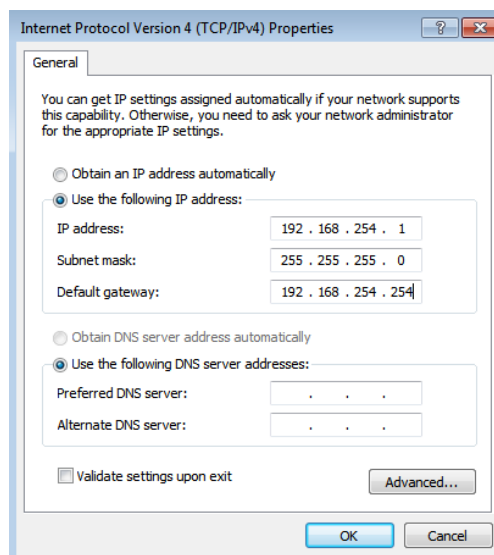 Internet Protocol Version 4 (TCP/IPv4) Properties
?
General
You can get IP settings assigned automatically if your network supports
this capability. Otherwise, you need to ask your network administrator
for the appropriate IP settings.
Obtain an IP address automatically
Use the following IP address:
IP address: 192 . 168 . 254 . 1
Subnet mask: 255 . 255 . 255 . 0
Default gateway: 192 . 168 . 254 . 254
Obtain DNS server address automatically
Use the following DNS server addresses:
Preferred DNS server: . . .
Alternate DNS server: . . .
Validate settings upon exit
Advanced...
OK Cancel